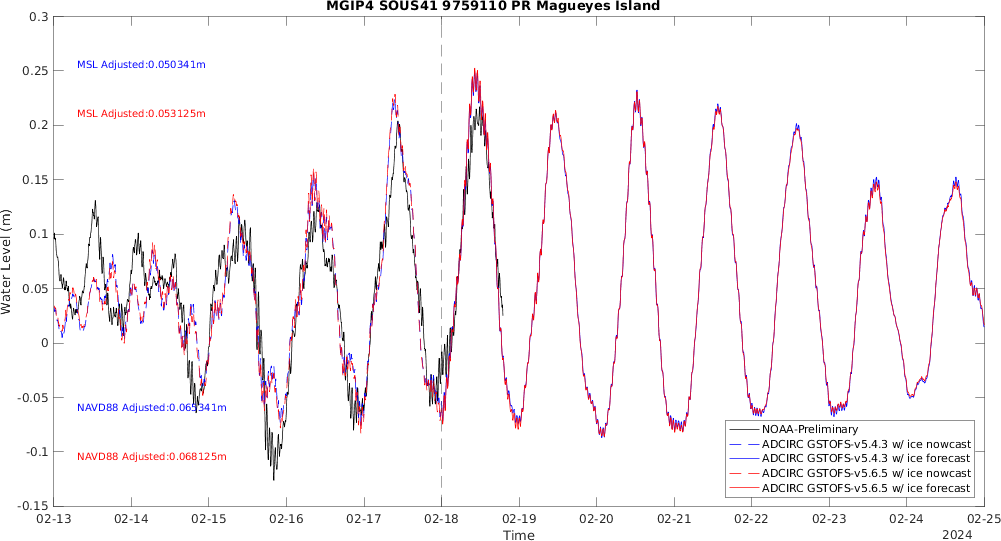 MGIP4 SOUS41 9759110 PR Magueyes Island
0.3
0.25
0.2
0.15
0.1
0.05
0
-0.05
-0.1
-0.15
Water Level (m)
MSL Adjusted:0.050341m
MSL Adjusted:0.053125m
NAVD88 Adjusted:0.065341m
NAVD88 Adjusted:0.068125m
NOAA-Preliminary
ADCIRC GSTOFS-v5.4.3 w/ ice nowcast
ADCIRC GSTOFS-v5.4.3 w/ ice forecast
ADCIRC GSTOFS-v5.6.5 w/ ice nowcast
ADCIRC GSTOFS-v5.6.5 w/ ice forecast
02-13 02-14 02-15 02-16 02-17 02-18 02-19 02-20 02-21 02-22 02-23 02-24 02-25
Time
2024